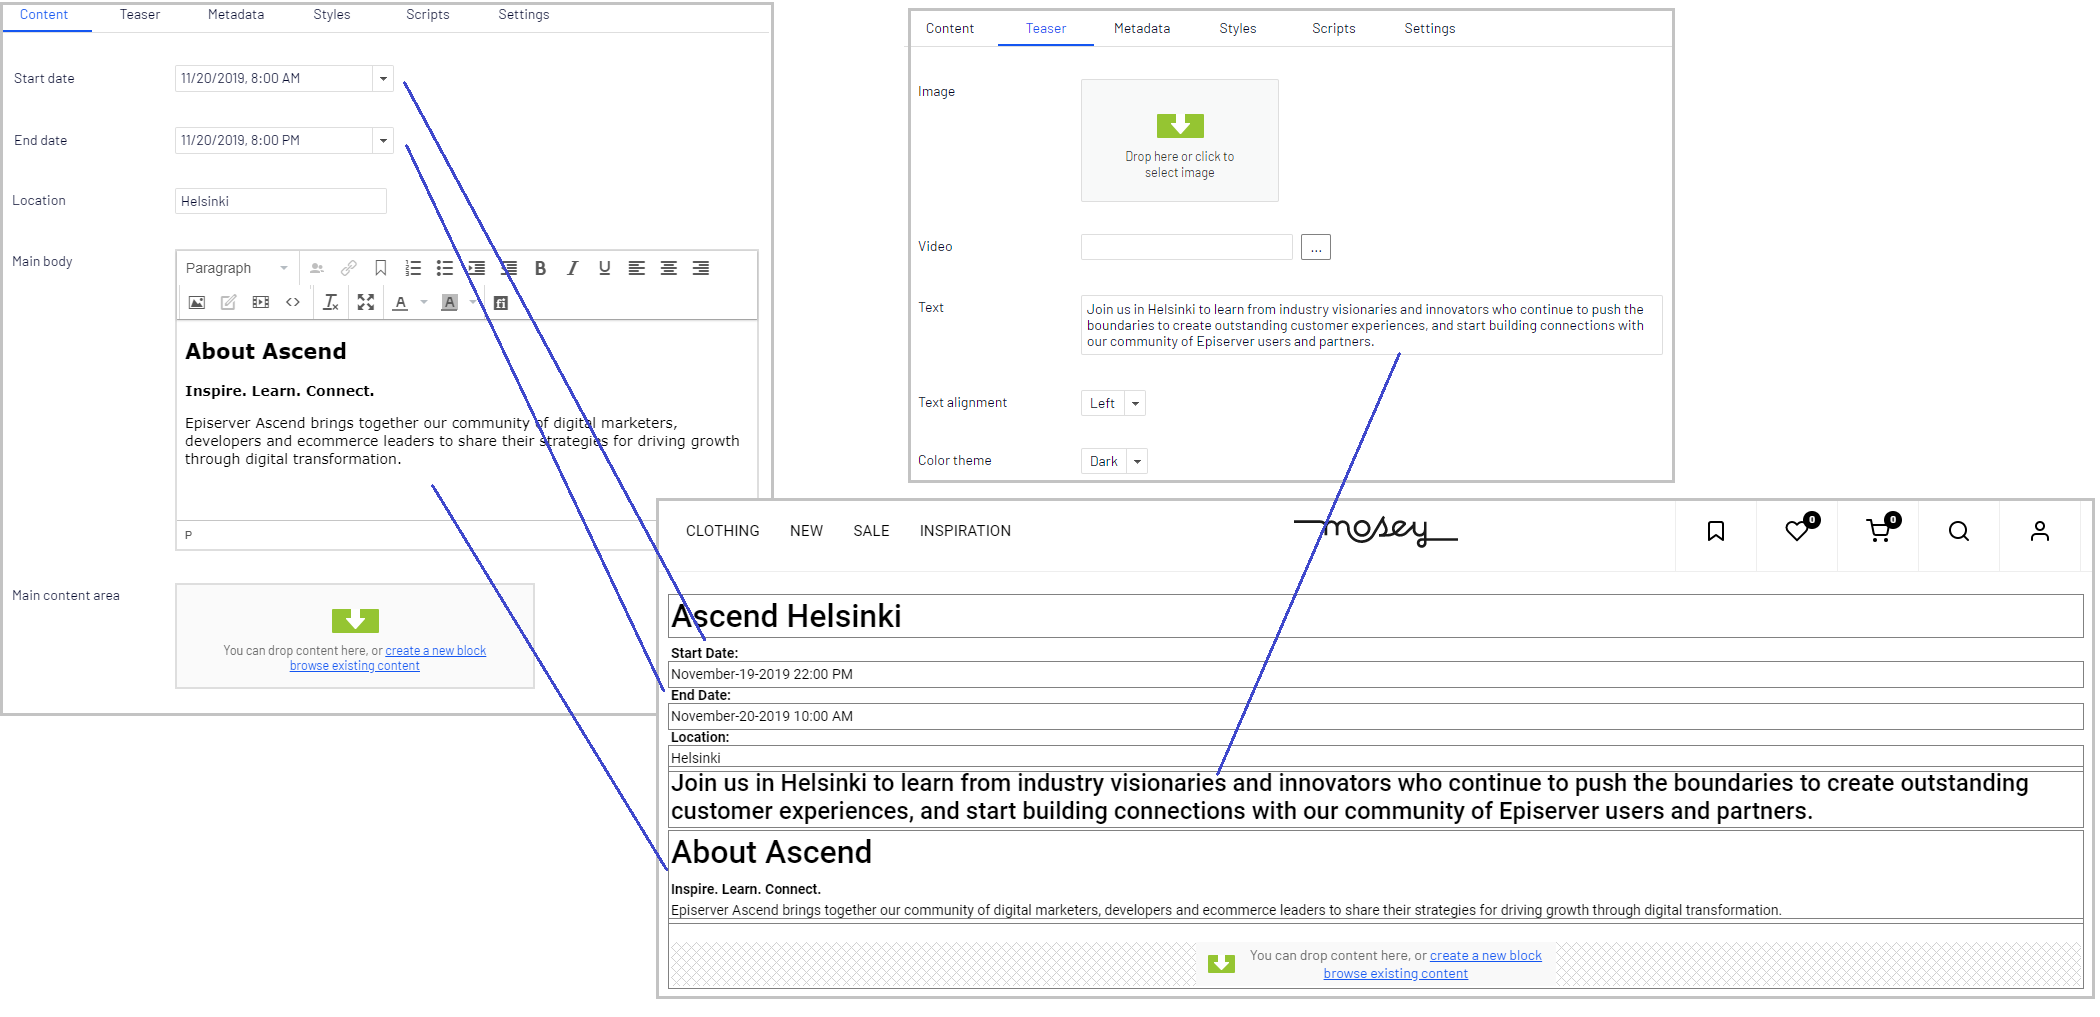 Content Teaser Metadata Styles Scripts Settings
Start date 11/20/2019, 8:00 AM
End date 11/20/2019, 8:00 PM
Location Helsinki
Main body
Paragraph
B I U
A A
About Ascend
Inspire. Learn. Connect.
Episerver Ascend brings together our community of digital marketers,
developers and ecommerce leaders to share their strategies for driving growth
through digital transformation.
P
Main content area
You can drop content here, or create a new block
browse existing content
Content Teaser Metadata Styles Scripts Settings
Image
Drop here or click to
select image
Video ...
Text
Join us in Helsinki to learn from industry visionaries and innovators who continue to push the
boundaries to create outstanding customer experiences, and start building connections with
our community of Episerver users and partners.
Text alignment Left
Color theme Dark
CLOTHING NEW SALE INSPIRATION mosey 0 0
Ascend Helsinki
Start Date:
November-19-2019 22:00 PM
End Date:
November-20-2019 10:00 AM
Location:
Helsinki
Join us in Helsinki to learn from industry visionaries and innovators who continue to push the boundaries to create outstanding
customer experiences, and start building connections with our community of Episerver users and partners.
About Ascend
Inspire. Learn. Connect.
Episerver Ascend brings together our community of digital marketers, developers and ecommerce leaders to share their strategies for driving growth through digital transformation.
You can drop content here, or create a new block
browse existing content